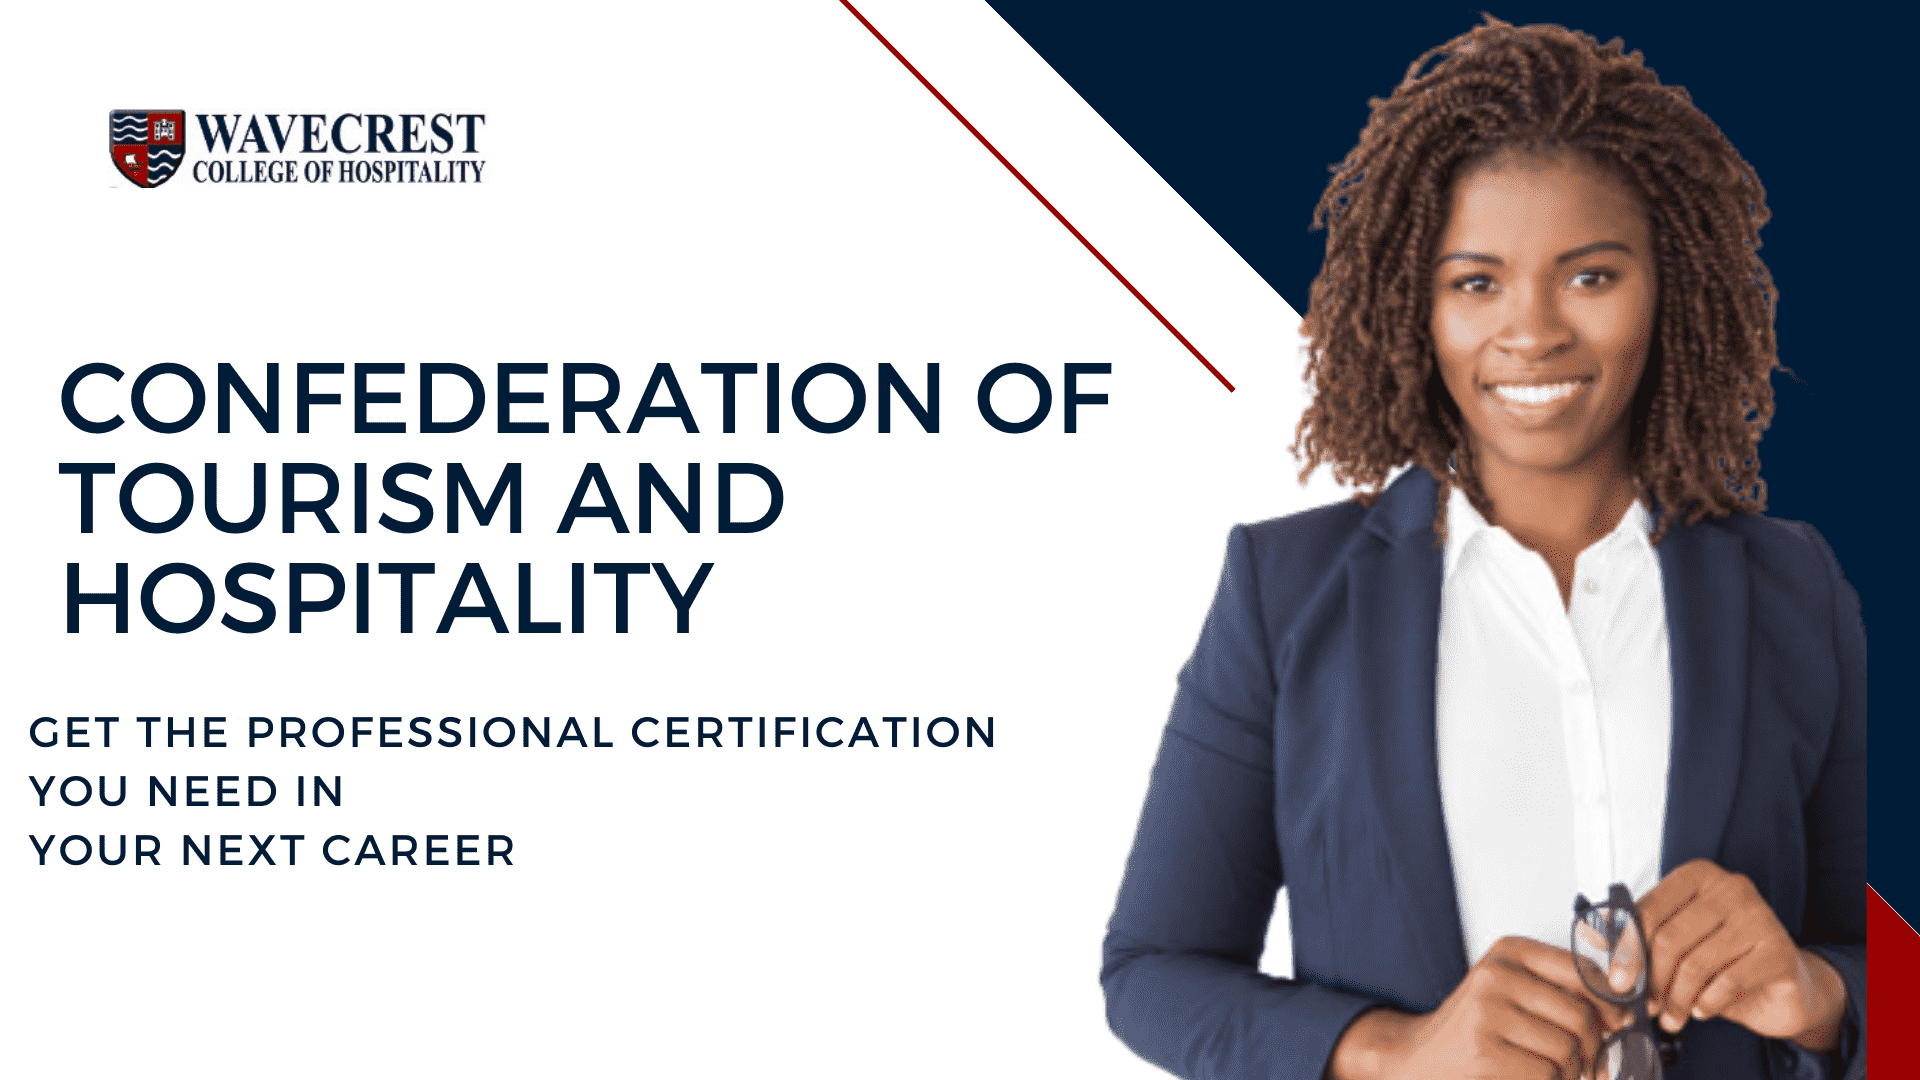 WAVECREST
COLLEGE OF HOSPITALITY
CONFEDERATION OF
TOURISM AND
HOSPITALITY
GET THE PROFESSIONAL CERTIFICATION
YOU NEED IN
YOUR NEXT CAREER